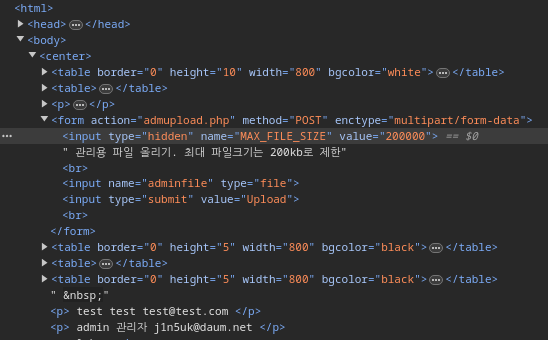 <html>
<head> ••• </head>
<body>
<center>
<table border="0" height="10" width="800" bgcolor="white"> ••• </table>
<table> ••• </table>
<p> ••• </p>
<form action="admupload.php" method="POST" enctype="multipart/form-data">
••• <input type="hidden" name="MAX_FILE_SIZE" value="200000"> == $0
" 관리용 파일 올리기. 최대 파일크기는 200kb로 제한"
<br>
<input name="adminfile" type="file">
<input type="submit" value="Upload">
<br>
</form>
<table border="0" height="5" width="800" bgcolor="black"> ••• </table>
<table> ••• </table>
<table border="0" height="5" width="800" bgcolor="black"> ••• </table>
" &nbsp;"
<p> test test test@test.com </p>
<p> admin 관리자 j1n5uk@daum.net </p>